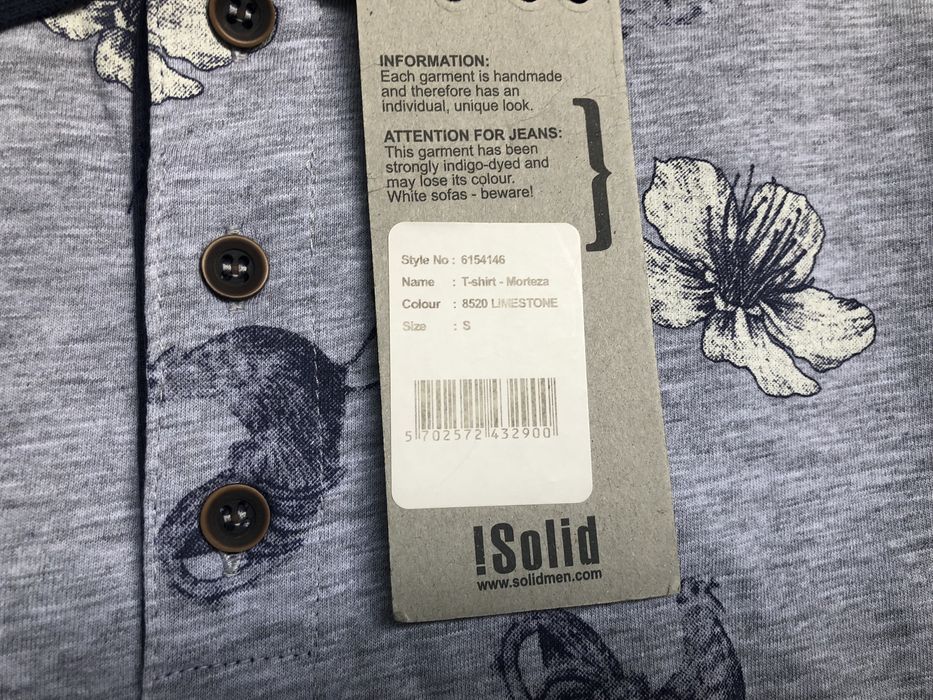 INFORMATION:
Each garment is handmade
and therefore has an
individual, unique look.
ATTENTION FOR JEANS:
This garment has been
strongly indigo-dyed and
may lose its colour.
White sofas - beware!
Style No : 6154146
Name : T-shirt - Morteza
Colour : 8520 LIMESTONE
Size : S
5 702572 432900
!Solid
www.solidmen.com